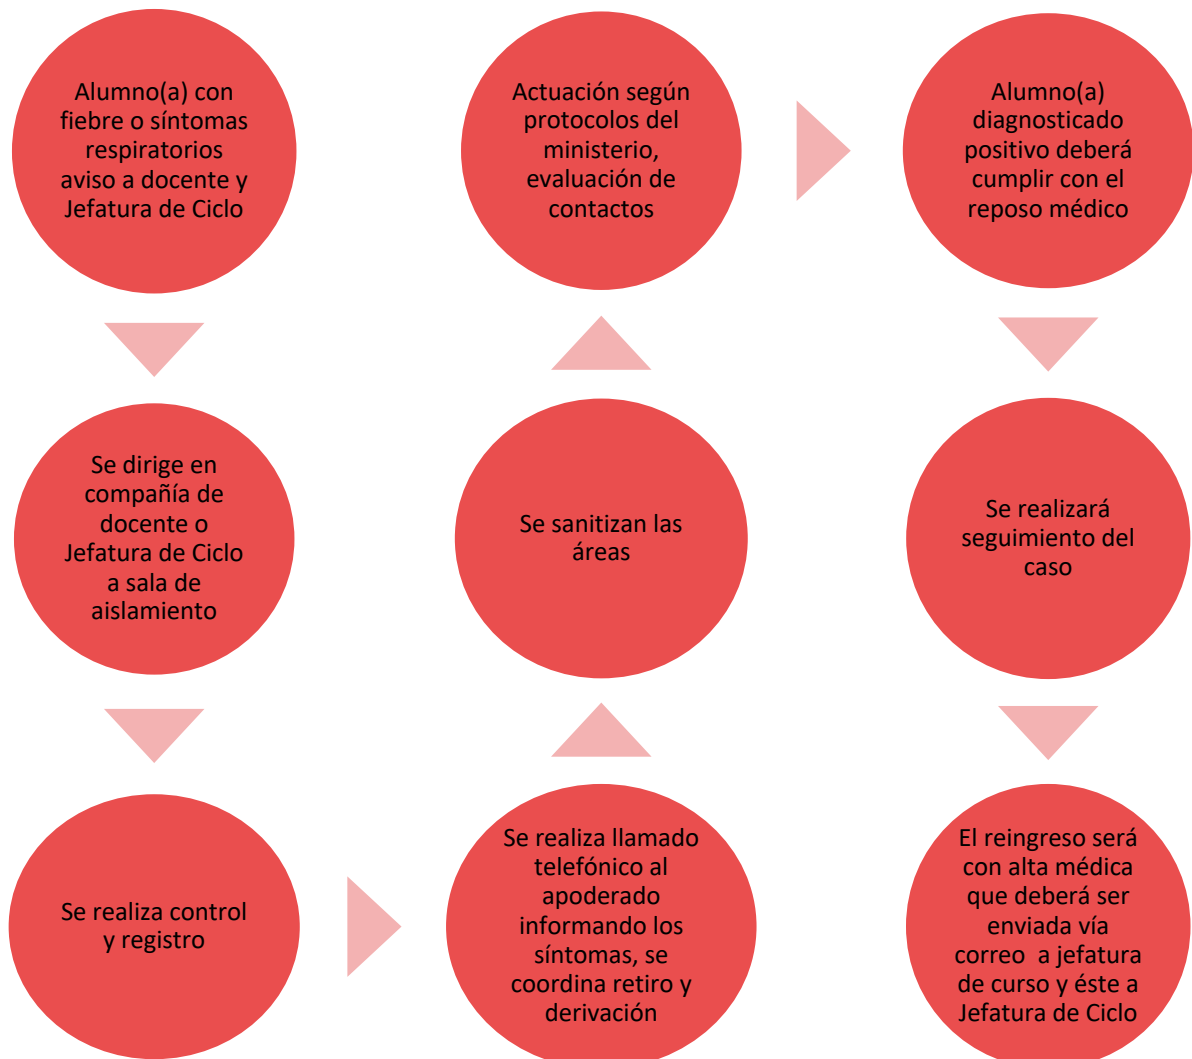 Alumno(a) con
fiebre o síntomas
respiratorios
aviso a docente y
Jefatura de Ciclo
Se dirige en
compañía de
docente o
Jefatura de Ciclo
a sala de
aislamiento
Se realiza control
y registro
Se realiza llamado
telefónico al
apoderado
informando los
síntomas, se
coordina retiro y
derivación
Se sanitizan las
áreas
Actuación según
protocolos del
ministerio,
evaluación de
contactos
Alumno(a)
diagnosticado
positivo deberá
cumplir con el
reposo médico
Se realizará
seguimiento del
caso
El reingreso será
con alta médica
que deberá ser
enviada vía
correo  a jefatura
de curso y éste a
Jefatura de Ciclo